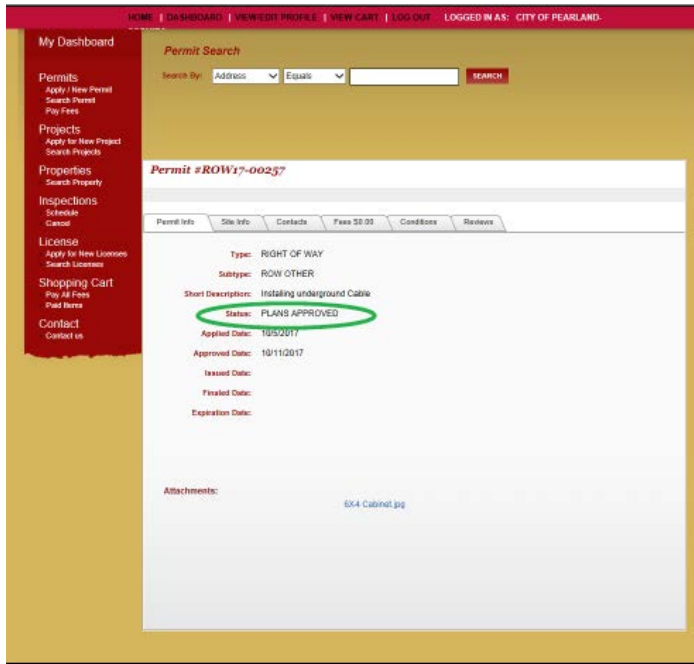 HOME | DASHBOARD | VIEW/EDIT PROFILE | VIEW CART | LOG OUT LOGGED IN AS: CITY OF PEARLAND-
My Dashboard
Permits
Apply / New Permit
Search Permit
Pay Fees
Projects
Apply for New Project
Search Projects
Properties
Search Property
Inspections
Schedule
Cancel
License
Apply for New Licenses
Search Licenses
Shopping Cart
Pay All Fees
Paid Items
Contact
Contact us
Permit Search
Search By: Address Equals SEARCH
Permit #ROW17-00257
Permit Info Site Info Contacts Fees $0.00 Conditions Reviews
Type: RIGHT OF WAY
Subtype: ROW OTHER
Short Description: Installing underground Cable
Status: PLANS APPROVED
Applied Date: 10/5/2017
Approved Date: 10/11/2017
Issued Date:
Finaled Date:
Expiration Date:
Attachments:
6X4 Cabinet.jpg